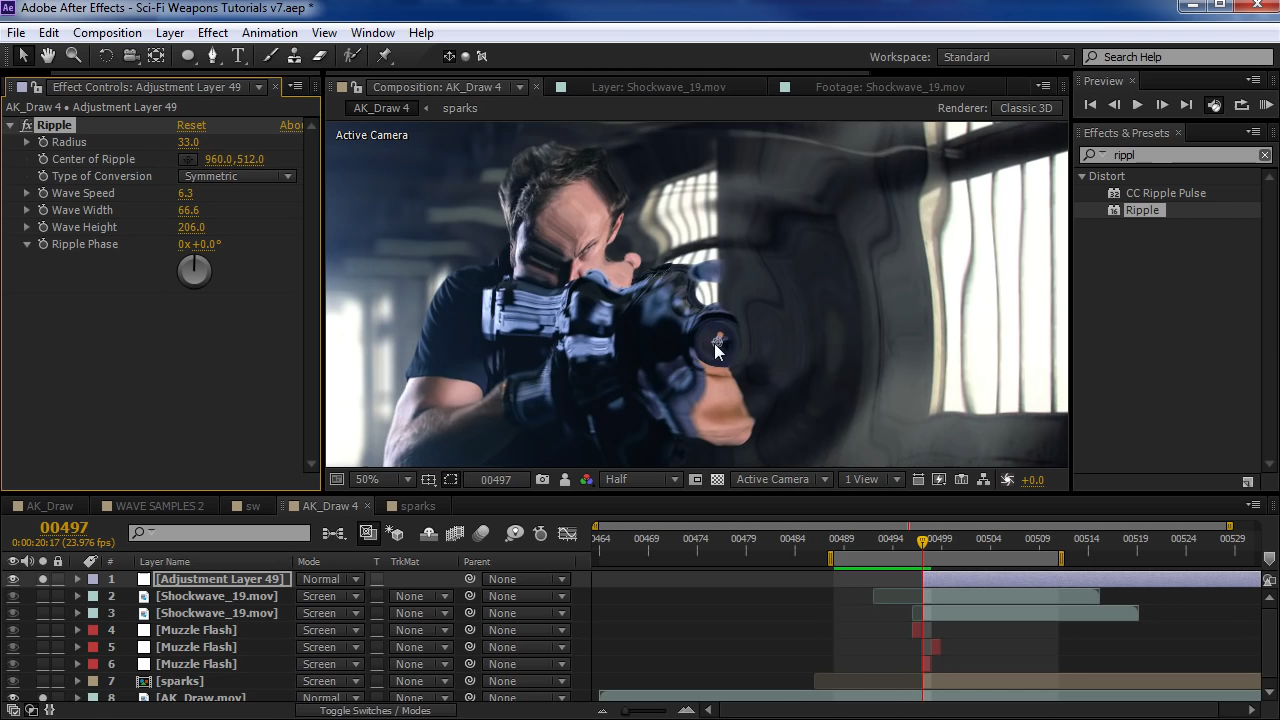 Ae Adobe After Effects - Sci-Fi Weapons Tutorials v7.aep *
File Edit Composition Layer Effect Animation View Window Help
Workspace: Standard Search Help
Effect Controls: Adjustment Layer 49
Composition: AK_Draw 4 Layer: Shockwave_19.mov Footage: Shockwave_19.mov
Preview
AK_Draw 4 • Adjustment Layer 49
AK_Draw 4 sparks Renderer: Classic 3D
fx Ripple Reset Abo
Radius 33.0
Center of Ripple 960.0,512.0
Type of Conversion Symmetric
Wave Speed 6.3
Wave Width 66.6
Wave Height 206.0
Ripple Phase 0x+0.0°
Active Camera
Effects & Presets
rippl
Distort
32 CC Ripple Pulse
16 Ripple
50% 00497 Half Active Camera 1 View +0.0
AK_Draw WAVE SAMPLES 2 sw AK_Draw 4 sparks
00497
0:00:20:17 (23.976 fps)
00464 00469 00474 00479 00484 00489 00494 00499 00504 00509 00514 00519 00524 00529
# Layer Name Mode T TrkMat Parent
1 [Adjustment Layer 49] Normal None
2 [Shockwave_19.mov] Screen None None
3 [Shockwave_19.mov] Screen None None
4 [Muzzle Flash] Screen None None
5 [Muzzle Flash] Screen None None
6 [Muzzle Flash] Screen None None
7 [sparks] Screen None None
8 [AK_Draw.mov] Normal None None
Toggle Switches / Modes